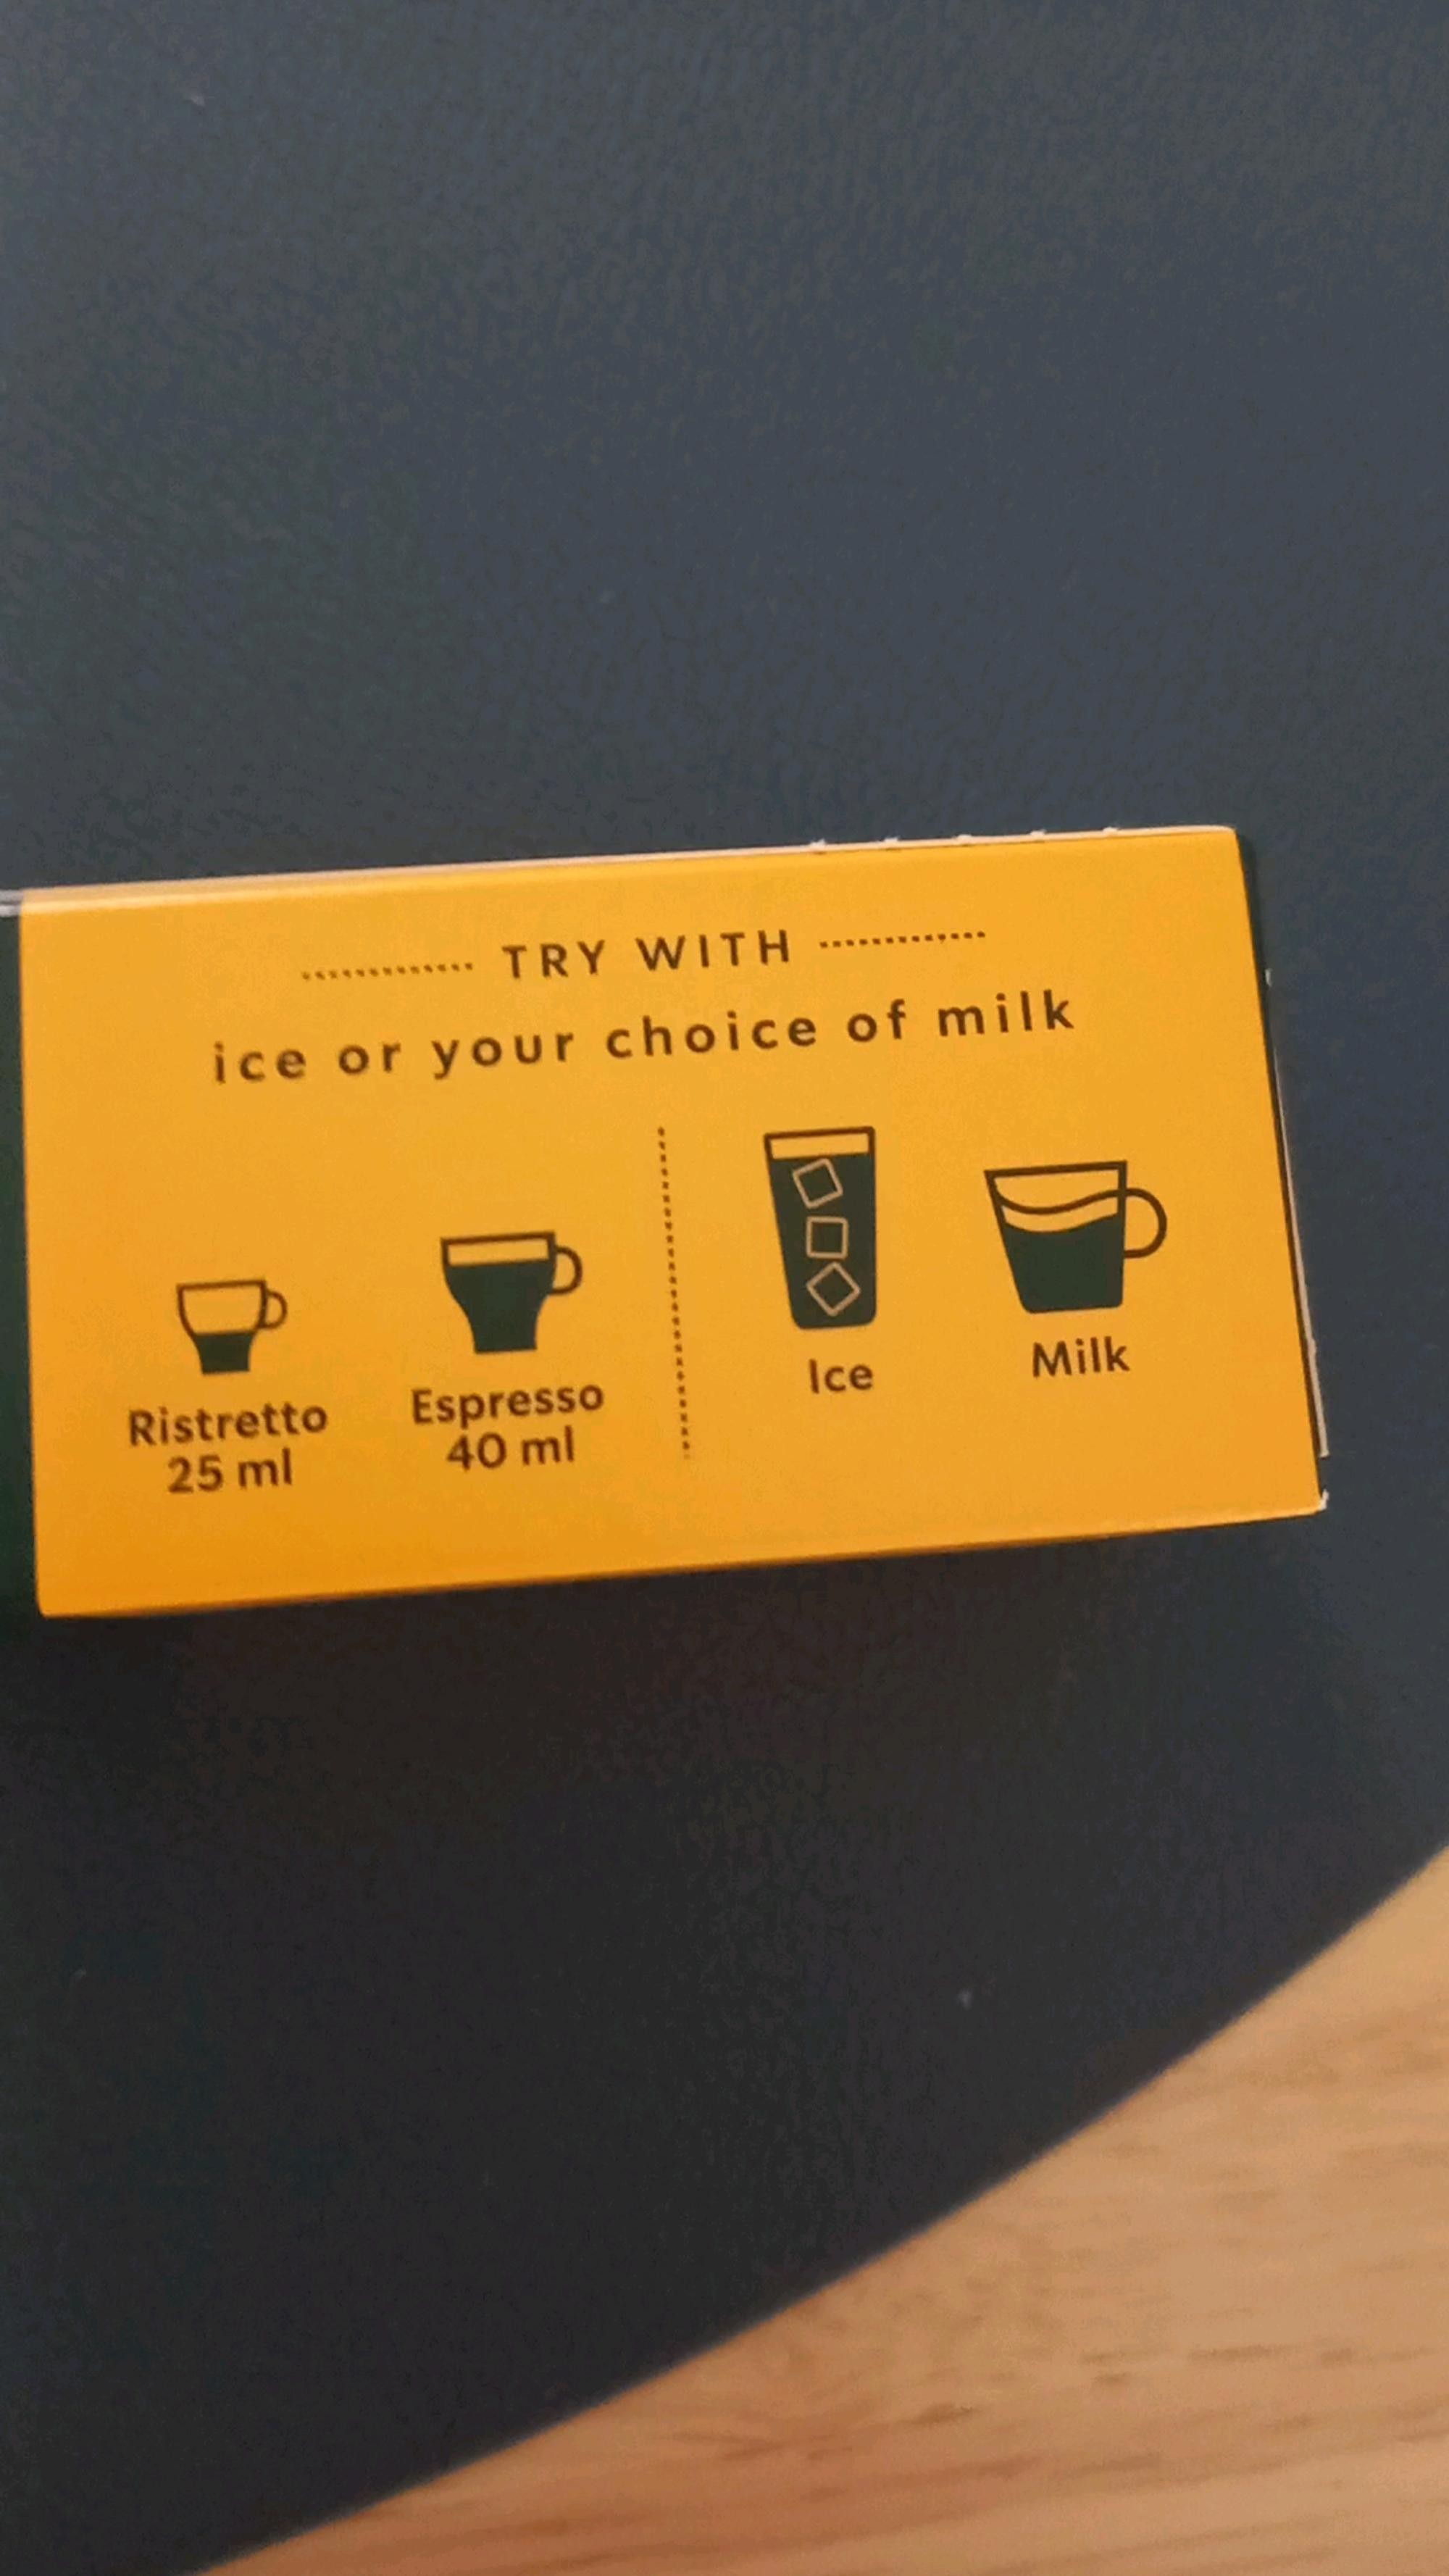 TRY WITH
ice or your choice of milk
Ristretto
25 ml
Espresso
40 ml
Ice
Milk